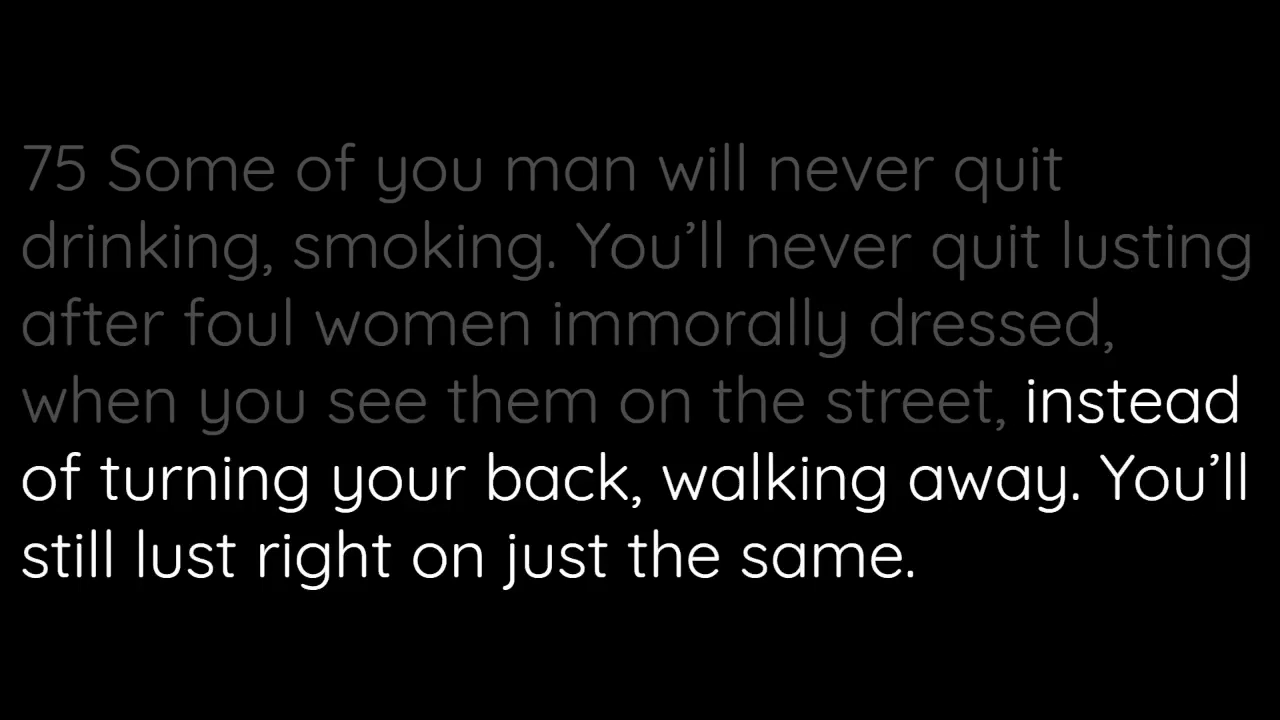 75 Some of you man will never quit
drinking, smoking. You’ll never quit lusting
after foul women immorally dressed,
when you see them on the street, instead
of turning your back, walking away. You’ll
still lust right on just the same.